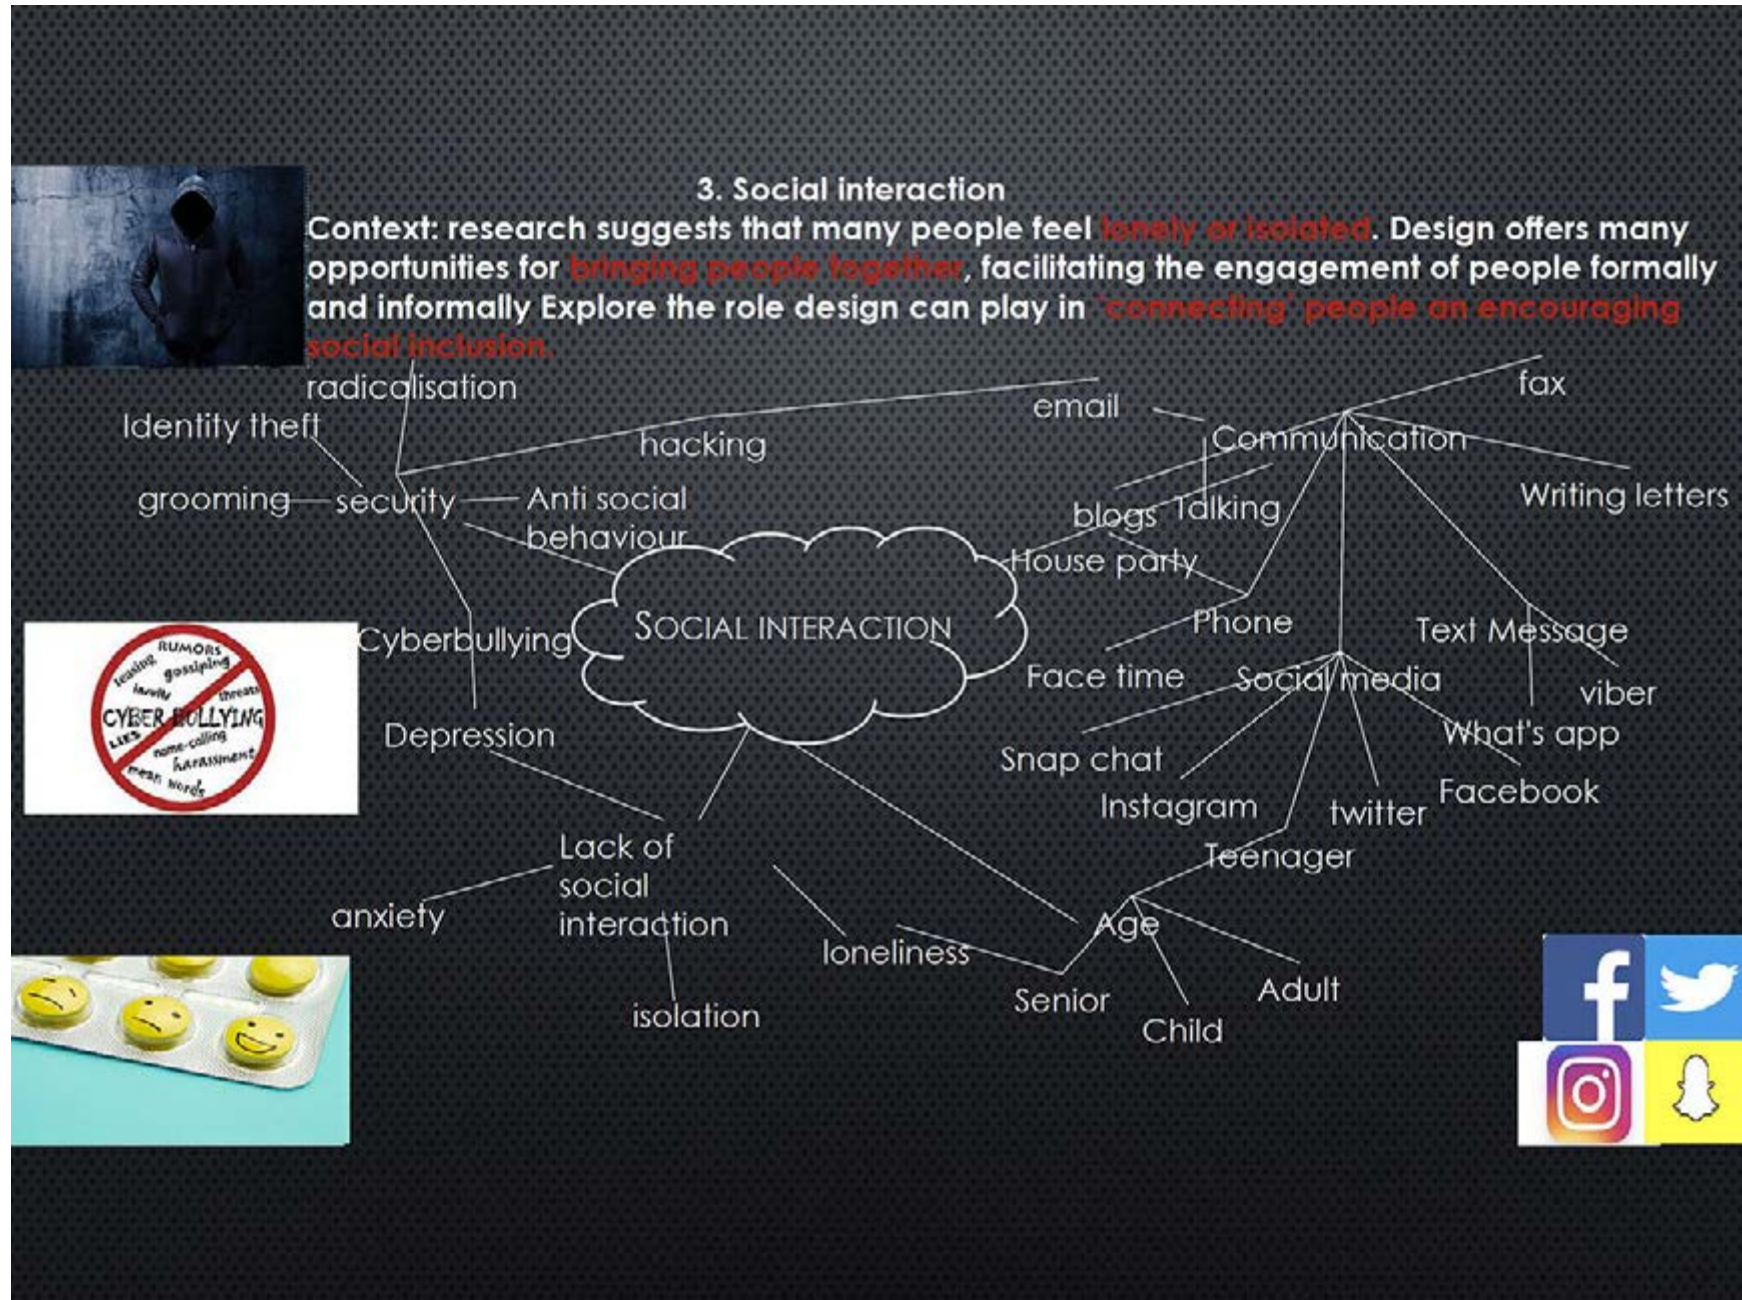 3. Social interaction
Context: research suggests that many people feel lonely or isolated. Design offers many
opportunities for bringing people together, facilitating the engagement of people formally
and informally Explore the role design can play in 'connecting' people an encouraging
social inclusion.
radicalisation
Identity theft
hacking
grooming
security
Anti social
behaviour
email
fax
Communication
Writing letters
blogs
Talking
House party
SOCIAL INTERACTION
Phone
Text Message
Face time
Social media
viber
What's app
Snap chat
Instagram
twitter
Facebook
Cyberbullying
RUMORS
teasing
gossiping
insults
threats
CYBER BULLYING
LIES
name-calling
harassment
mean words
Depression
Lack of
social
interaction
anxiety
isolation
loneliness
Teenager
Age
Senior
Child
Adult
f